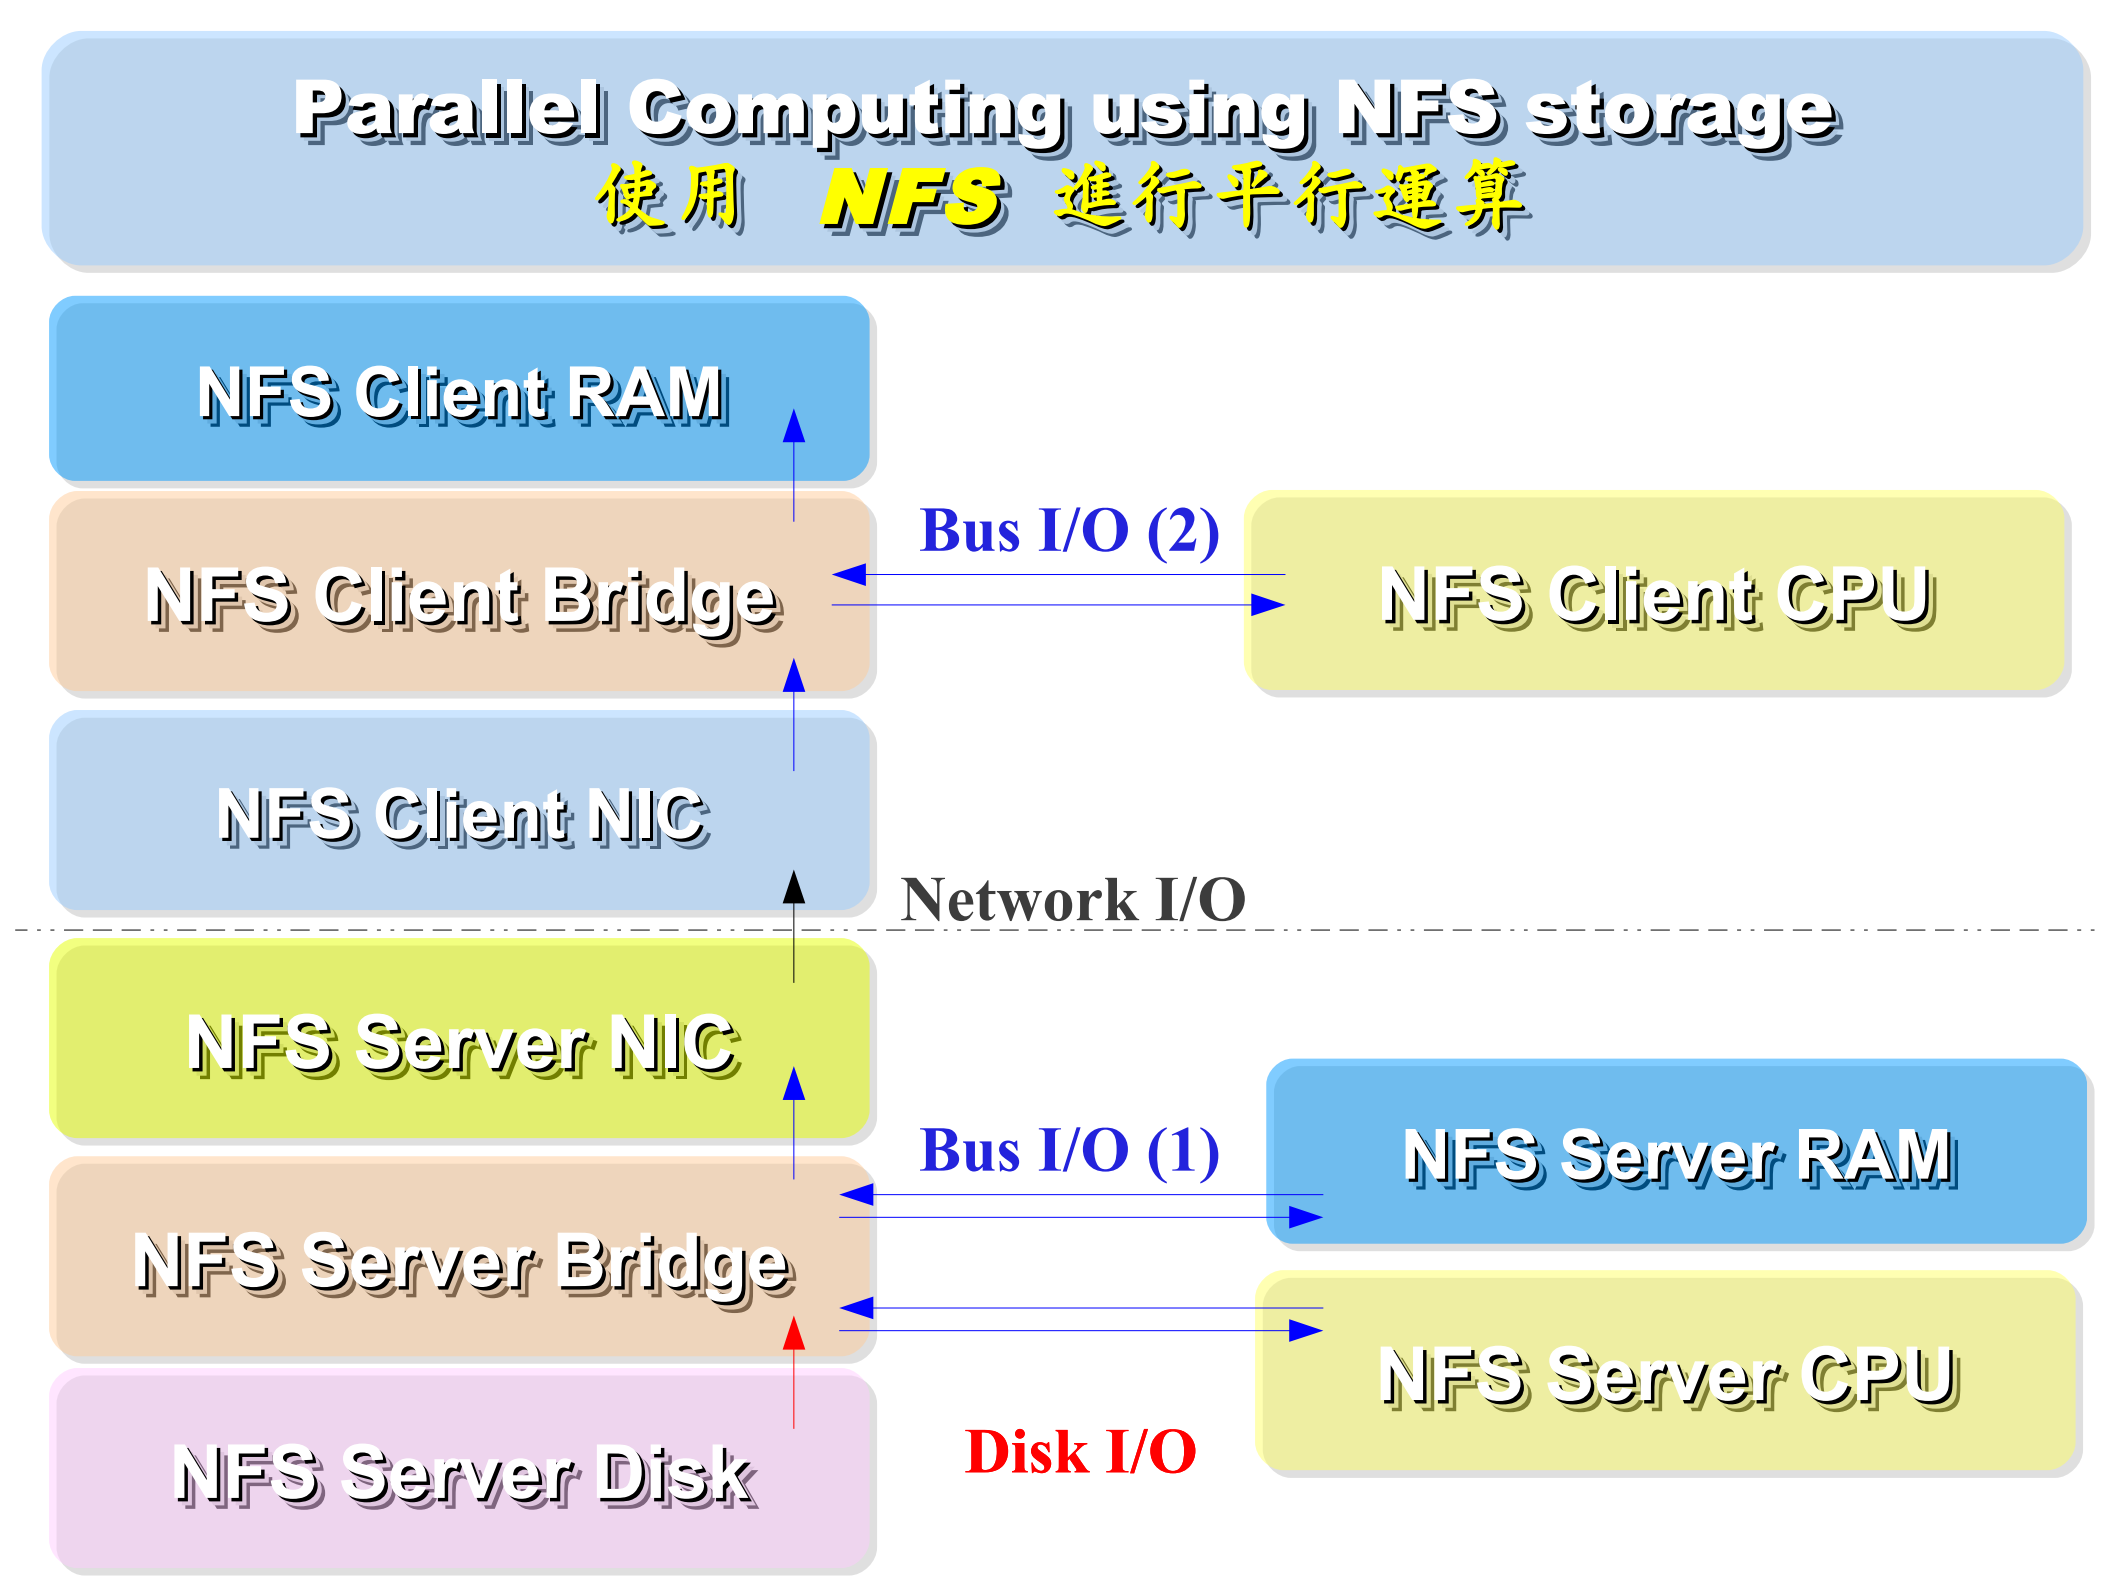 Parallel Computing using NFS storage
使用 NFS 進行平行運算
NFS Client RAM
Bus I/O (2)
NFS Client Bridge
NFS Client CPU
NFS Client NIC
Network I/O
NFS Server NIC
Bus I/O (1)
NFS Server RAM
NFS Server Bridge
NFS Server CPU
Disk I/O
NFS Server Disk